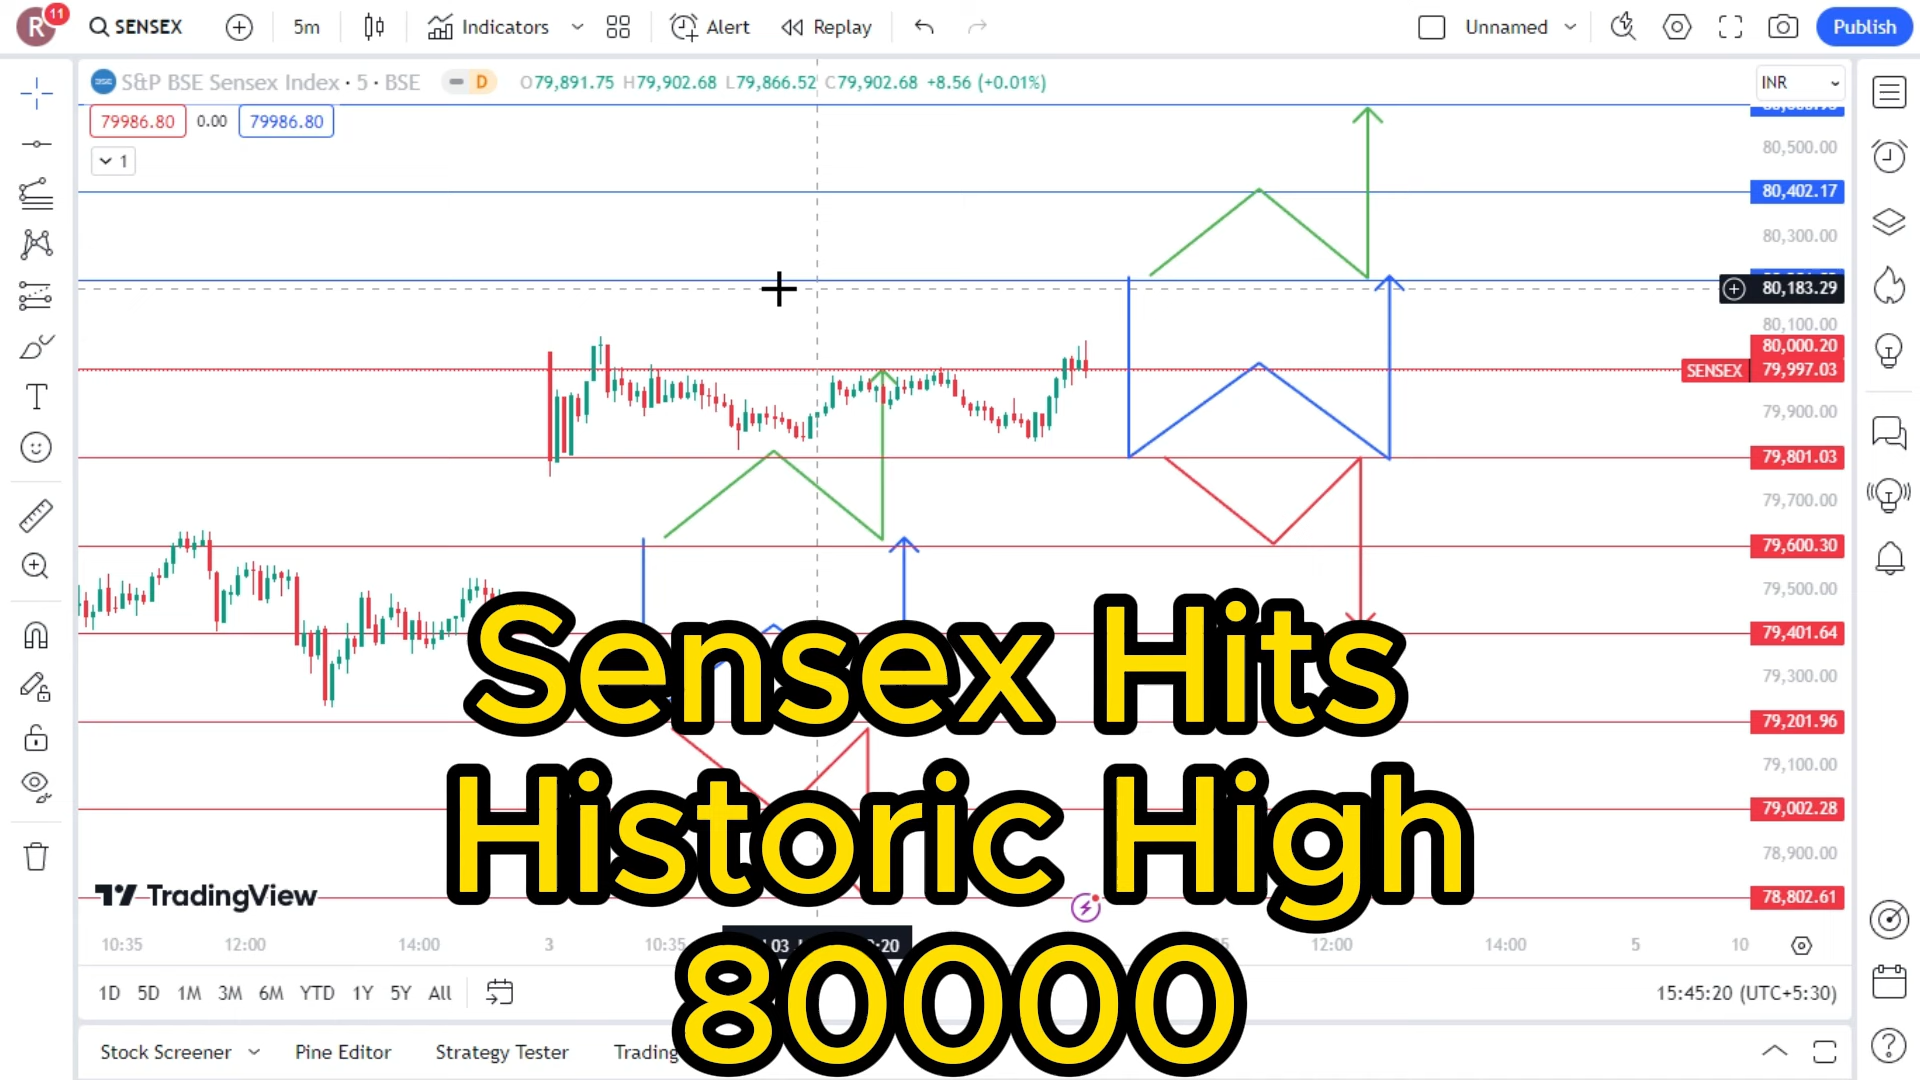 R 11 SENSEX 5m Indicators Alert Replay Unnamed Publish
S&P BSE Sensex Index · 5 · BSE D O79,891.75 H79,902.68 L79,866.52 C79,902.68 +8.56 (+0.01%) INR
79986.80 0.00 79986.80
1
80,500.00
80,402.17
80,300.00
80,183.29
80,100.00
80,000.20
SENSEX 79,997.03
79,900.00
79,801.03
79,700.00
79,600.30
79,500.00
79,401.64
79,300.00
79,201.96
79,100.00
79,002.28
78,900.00
78,802.61
Sensex Hits
Historic High
80000
TradingView
10:35 12:00 14:00 3 10:35 12:00 14:00 5 10
1D 5D 1M 3M 6M YTD 1Y 5Y All 15:45:20 (UTC+5:30)
Stock Screener Pine Editor Strategy Tester Trading